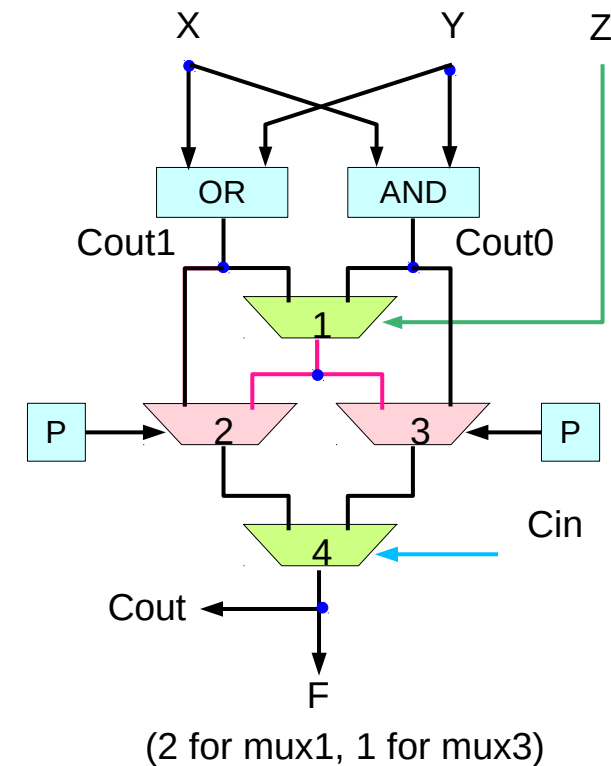 X Y Z
OR AND
Cout1 Cout0
1
P 2 3 P
Cin
4
Cout
F
(2 for mux1, 1 for mux3)